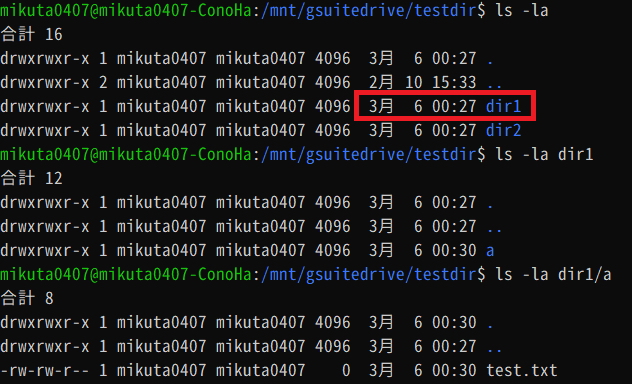 mikuta0407@mikuta0407-ConoHa:/mnt/gsuitedrive/testdir$ ls -la
合計 16
drwxrwxr-x 1 mikuta0407 mikuta0407 4096  3月  6 00:27 .
drwxrwxr-x 2 mikuta0407 mikuta0407 4096  2月 10 15:33 ..
drwxrwxr-x 1 mikuta0407 mikuta0407 4096  3月  6 00:27 dir1
drwxrwxr-x 1 mikuta0407 mikuta0407 4096  3月  6 00:27 dir2
mikuta0407@mikuta0407-ConoHa:/mnt/gsuitedrive/testdir$ ls -la dir1
合計 12
drwxrwxr-x 1 mikuta0407 mikuta0407 4096  3月  6 00:27 .
drwxrwxr-x 1 mikuta0407 mikuta0407 4096  3月  6 00:27 ..
drwxrwxr-x 1 mikuta0407 mikuta0407 4096  3月  6 00:30 a
mikuta0407@mikuta0407-ConoHa:/mnt/gsuitedrive/testdir$ ls -la dir1/a
合計 8
drwxrwxr-x 1 mikuta0407 mikuta0407 4096  3月  6 00:30 .
drwxrwxr-x 1 mikuta0407 mikuta0407 4096  3月  6 00:27 ..
-rw-rw-r-- 1 mikuta0407 mikuta0407    0  3月  6 00:30 test.txt